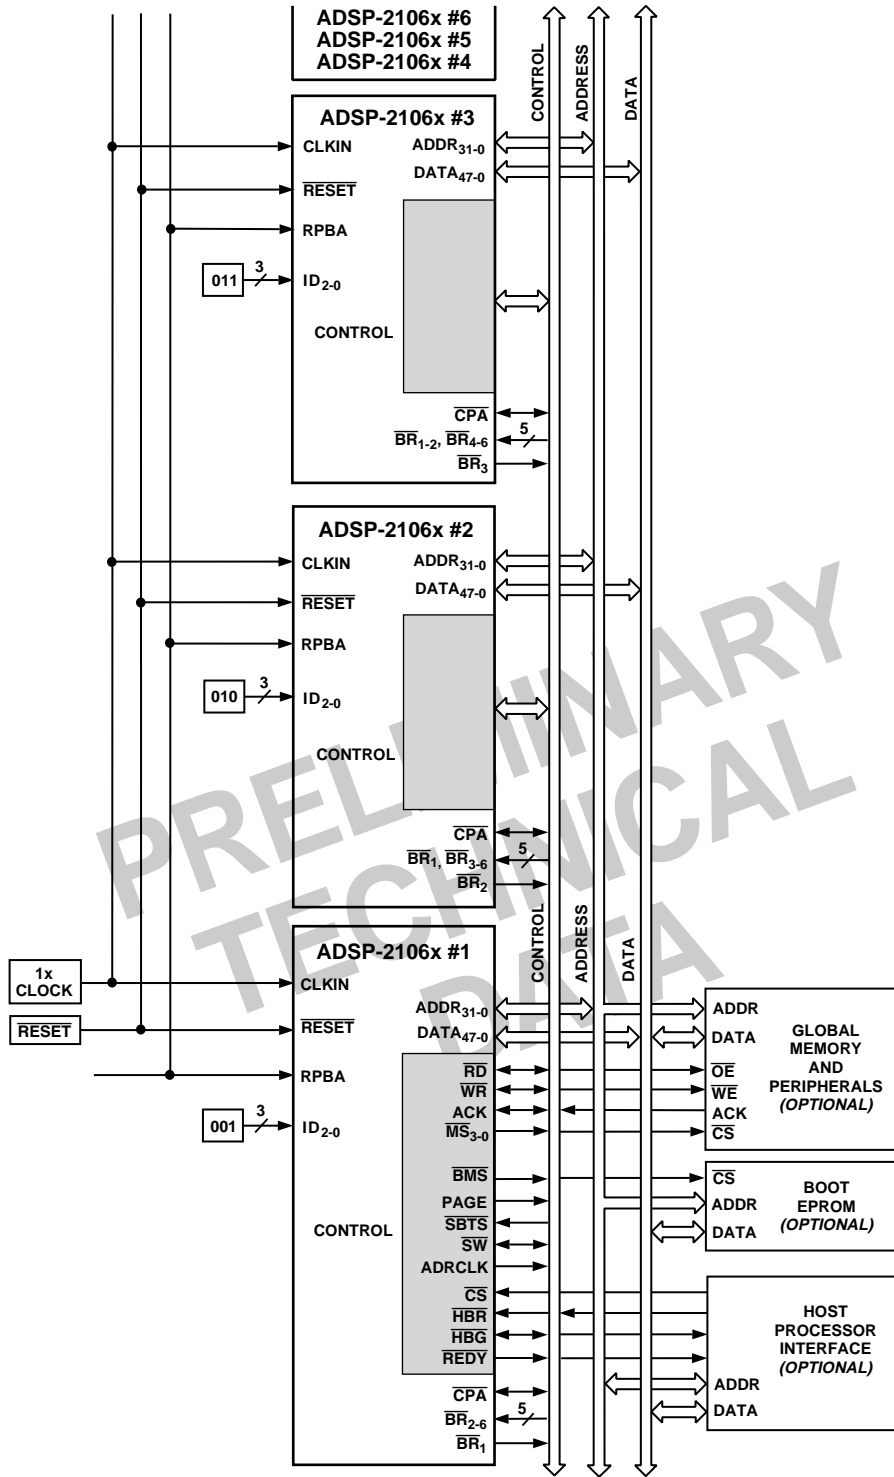 ADSP-2106x #6
ADSP-2106x #5
ADSP-2106x #4
CONTROL
ADDRESS
DATA
ADSP-2106x #3
CLKIN
ADDR31-0
DATA47-0
RESET
RPBA
011
3
ID2-0
CONTROL
CPA
BR1-2, BR4-6
5
BR3
ADSP-2106x #2
CLKIN
ADDR31-0
DATA47-0
RESET
RPBA
010
3
ID2-0
CONTROL
CPA
BR1, BR3-6
5
BR2
PRELIMINARY
TECHNICAL
DATA
CONTROL
ADDRESS
DATA
ADSP-2106x #1
1x
CLOCK
CLKIN
RESET
RESET
ADDR31-0
DATA47-0
RPBA
001
3
ID2-0
CONTROL
RD
WR
ACK
MS3-0
BMS
PAGE
SBTS
SW
ADRCLK
CS
HBR
HBG
REDY
CPA
BR2-6
5
BR1
ADDR
DATA
OE
WE
ACK
CS
GLOBAL
MEMORY
AND
PERIPHERALS
(OPTIONAL)
CS
ADDR
DATA
BOOT
EPROM
(OPTIONAL)
HOST
PROCESSOR
INTERFACE
(OPTIONAL)
ADDR
DATA